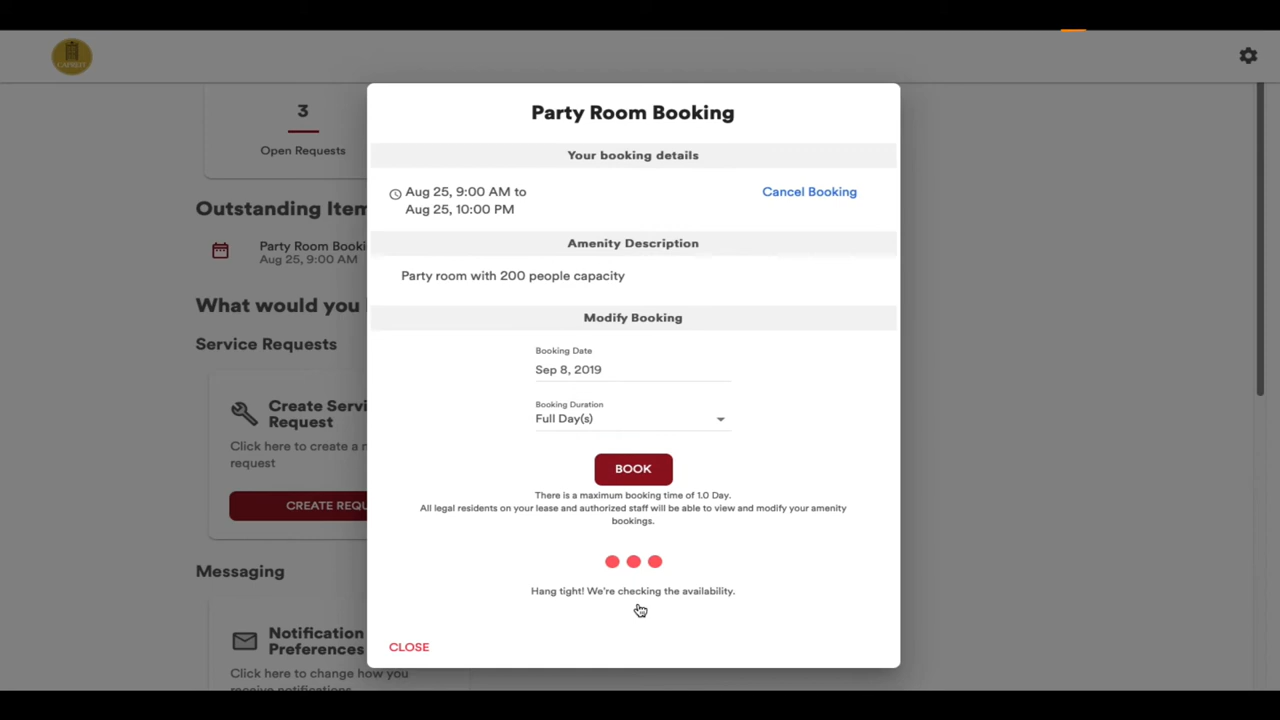 3
Open Requests
Outstanding Item
Party Room Booki
Aug 25, 9:00 AM
What would you
Service Requests
Create Servi
Request
Click here to create a n
request
CREATE REQU
Messaging
Notification
Preferences
Click here to change how you
receive notifications
Party Room Booking
Your booking details
Aug 25, 9:00 AM to
Aug 25, 10:00 PM
Cancel Booking
Amenity Description
Party room with 200 people capacity
Modify Booking
Booking Date
Sep 8, 2019
Booking Duration
Full Day(s)
BOOK
There is a maximum booking time of 1.0 Day.
All legal residents on your lease and authorized staff will be able to view and modify your amenity
bookings.
Hang tight! We're checking the availability.
CLOSE